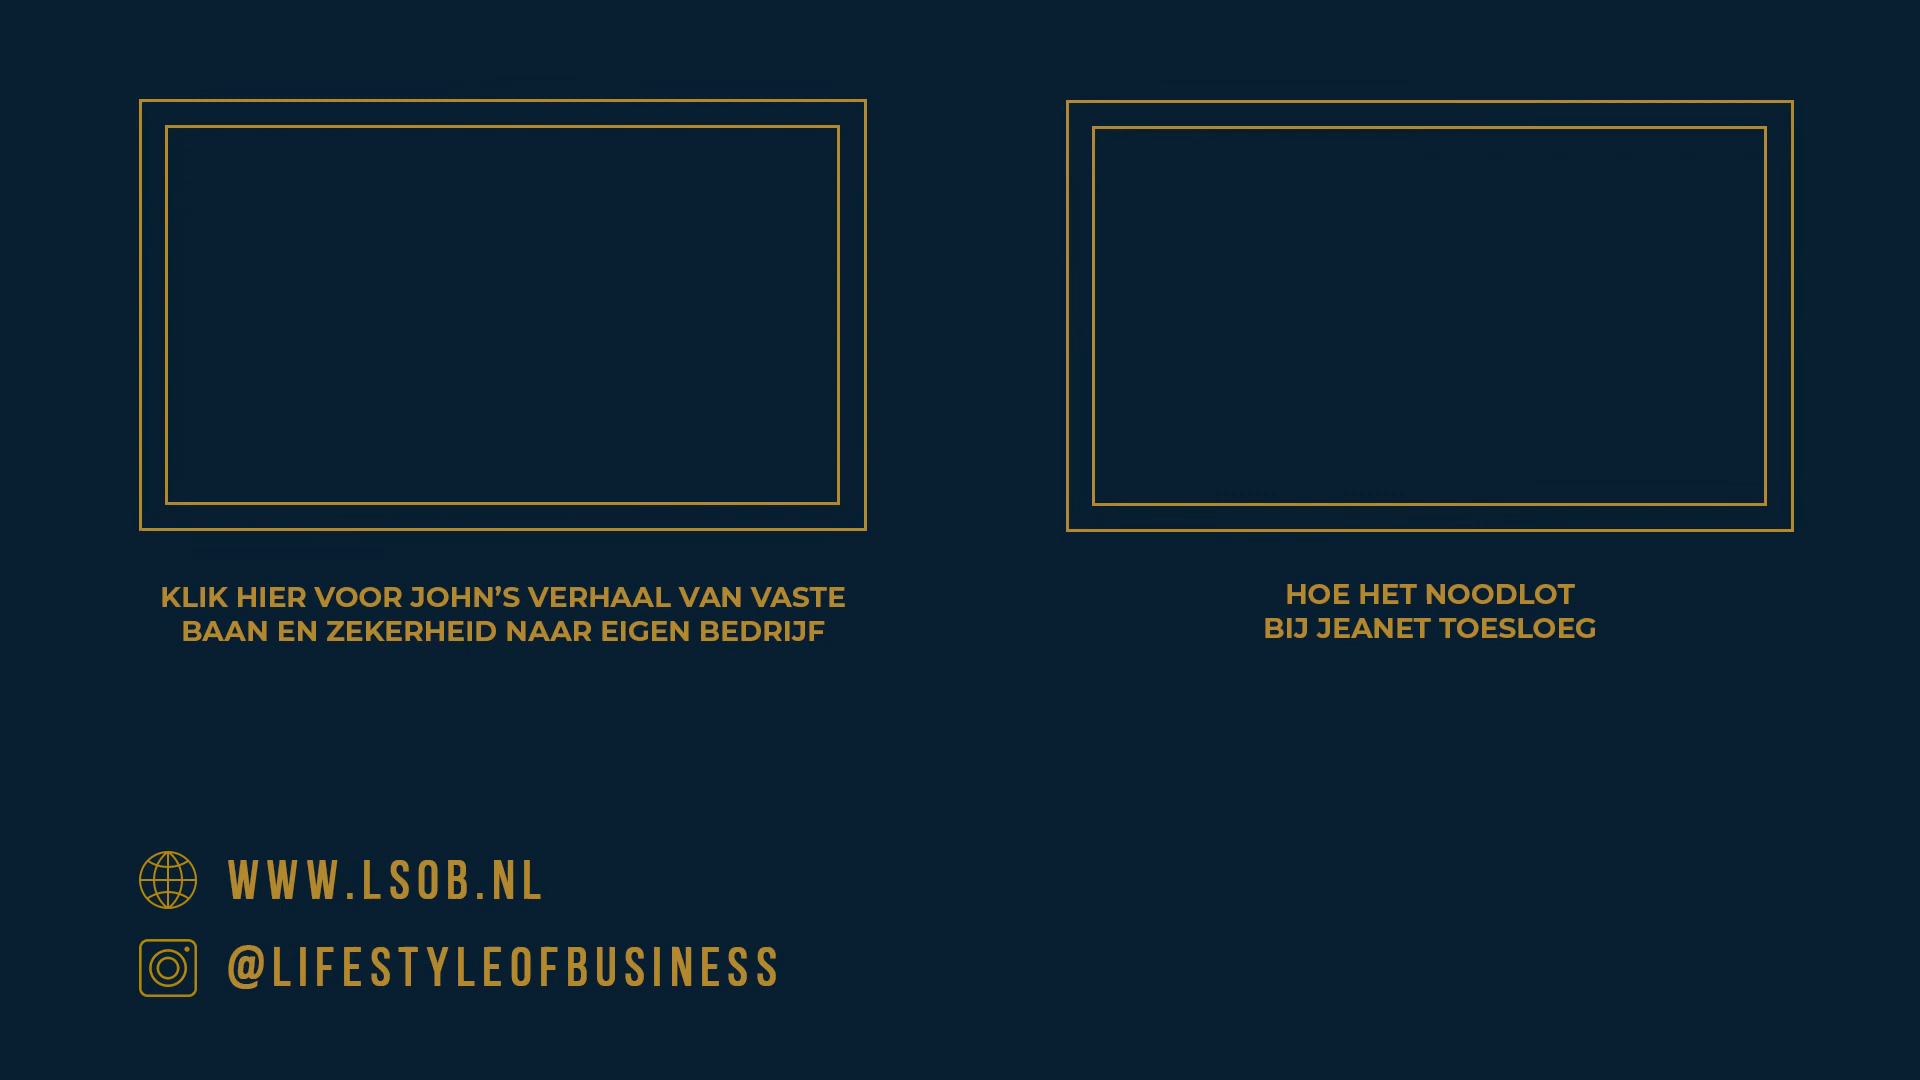 KLIK HIER VOOR JOHN’S VERHAAL VAN VASTE
BAAN EN ZEKERHEID NAAR EIGEN BEDRIJF
HOE HET NOODLOT
BIJ JEANET TOESLOEG
WWW.LSOB.NL
@LIFESTYLEOFBUSINESS